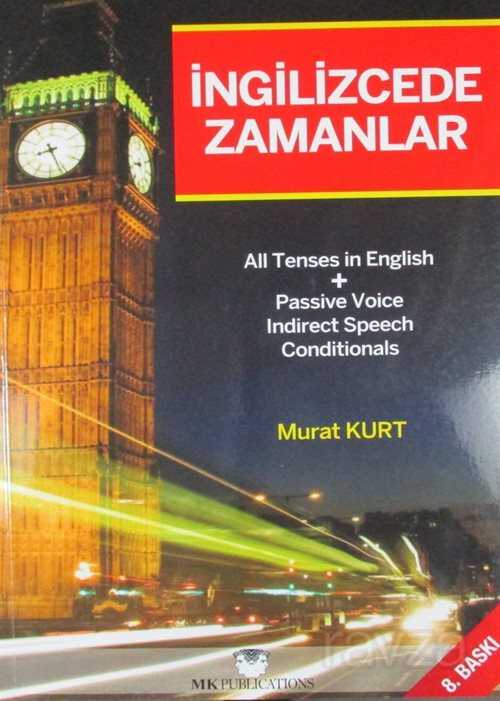 İNGİLİZCEDE
ZAMANLAR
All Tenses in English
+
Passive Voice
Indirect Speech
Conditionals
Murat KURT
8. BASKI
MK PUBLICATIONS